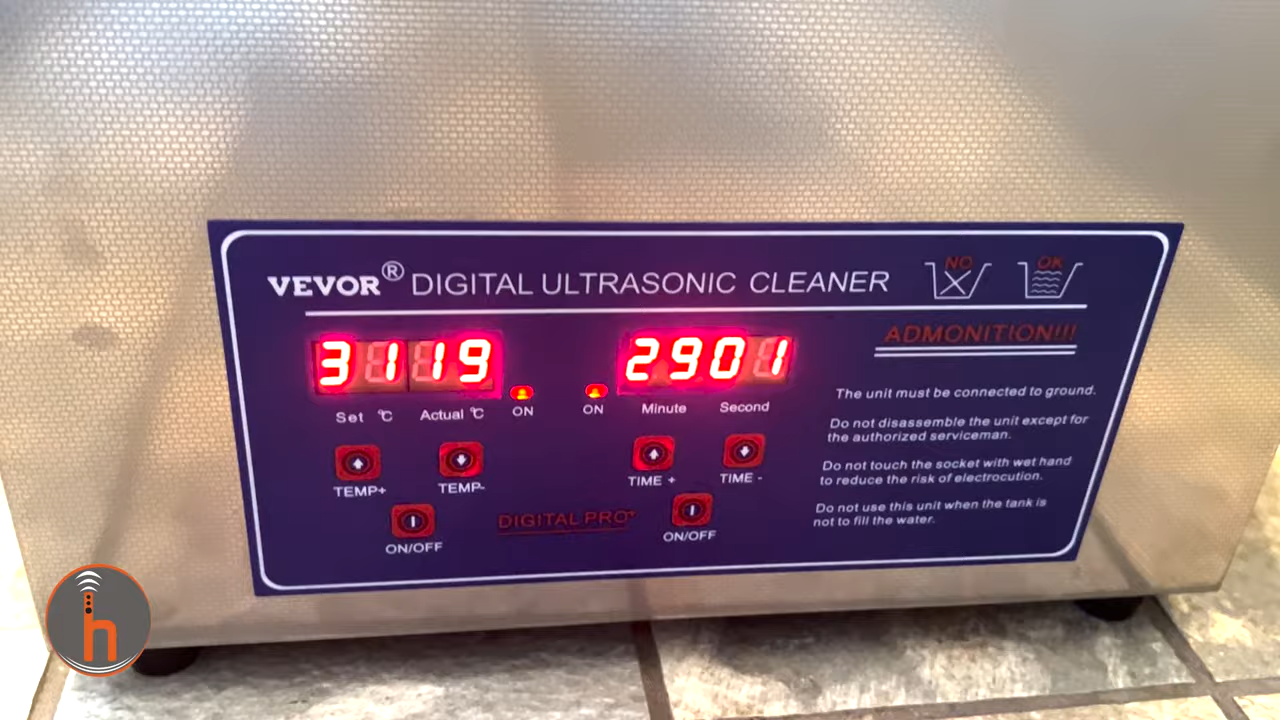 VEVOR® DIGITAL ULTRASONIC CLEANER
NO OK
ADMONITION!!!
31 19 2901
Set °C Actual °C ON ON Minute Second
TEMP+ TEMP- TIME + TIME -
ON/OFF DIGITAL PRO+ ON/OFF
The unit must be connected to ground.
Do not disassemble the unit except for
the authorized serviceman.
Do not touch the socket with wet hand
to reduce the risk of electrocution.
Do not use this unit when the tank is
not to fill the water.
h